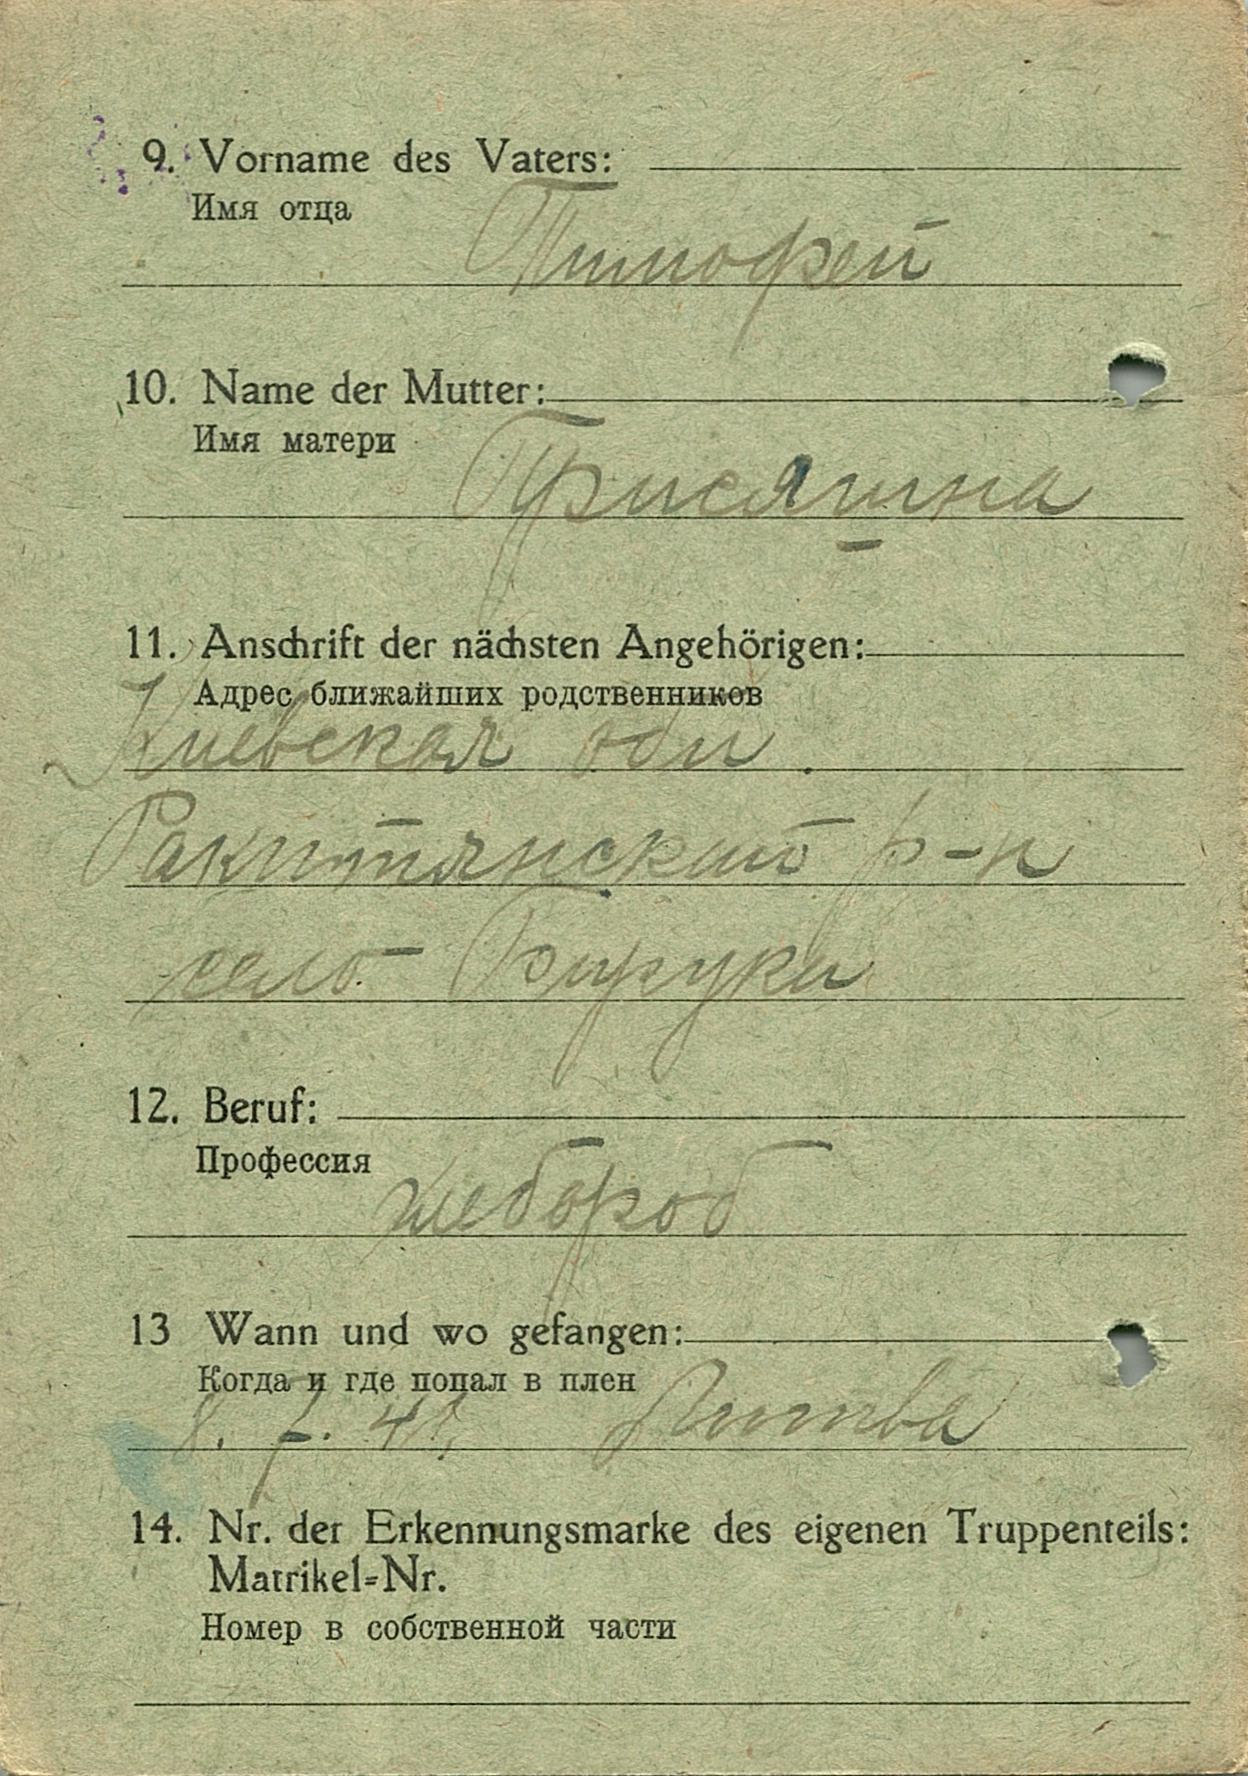 9. Vorname des Vaters:
Имя отца
Тимофей
10. Name der Mutter:
Имя матери
11. Anschrift der nächsten Angehörigen:
Адрес ближайших родственников
Киевская обл.
Ракитянский р-н
село Бируки
12. Beruf:
Профессия
13 Wann und wo gefangen:
Когда и где попал в плен
8. 7. 41. Литва
14. Nr. der Erkennungsmarke des eigenen Truppenteils:
Matrikel-Nr.
Номер в собственной части